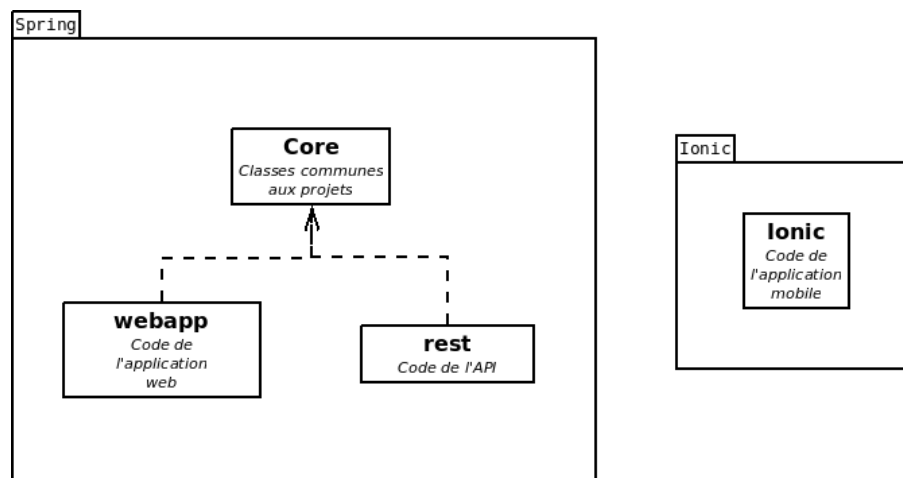 Spring
Core
Classes communes
aux projets
webapp
Code de
l'application
web
rest
Code de l'API
Ionic
Ionic
Code de
l'application
mobile